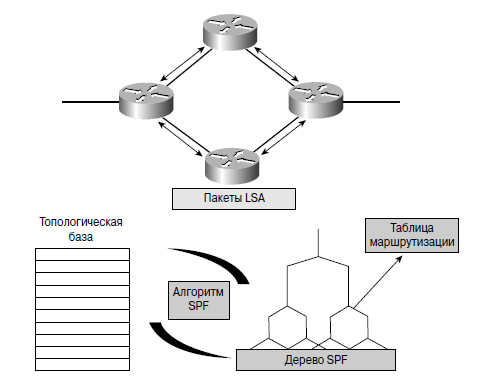 Пакеты LSA
Топологическая
база
Таблица
маршрутизации
Алгоритм
SPF
Дерево SPF